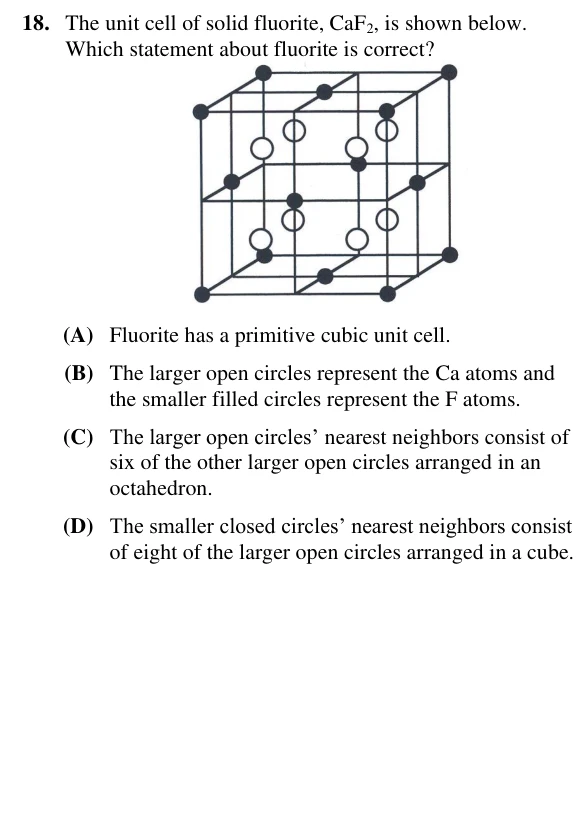 18. The unit cell of solid fluorite, CaF₂, is shown below.
Which statement about fluorite is correct?
(A) Fluorite has a primitive cubic unit cell.
(B) The larger open circles represent the Ca atoms and
the smaller filled circles represent the F atoms.
(C) The larger open circles’ nearest neighbors consist of
six of the other larger open circles arranged in an
octahedron.
(D) The smaller closed circles’ nearest neighbors consist
of eight of the larger open circles arranged in a cube.